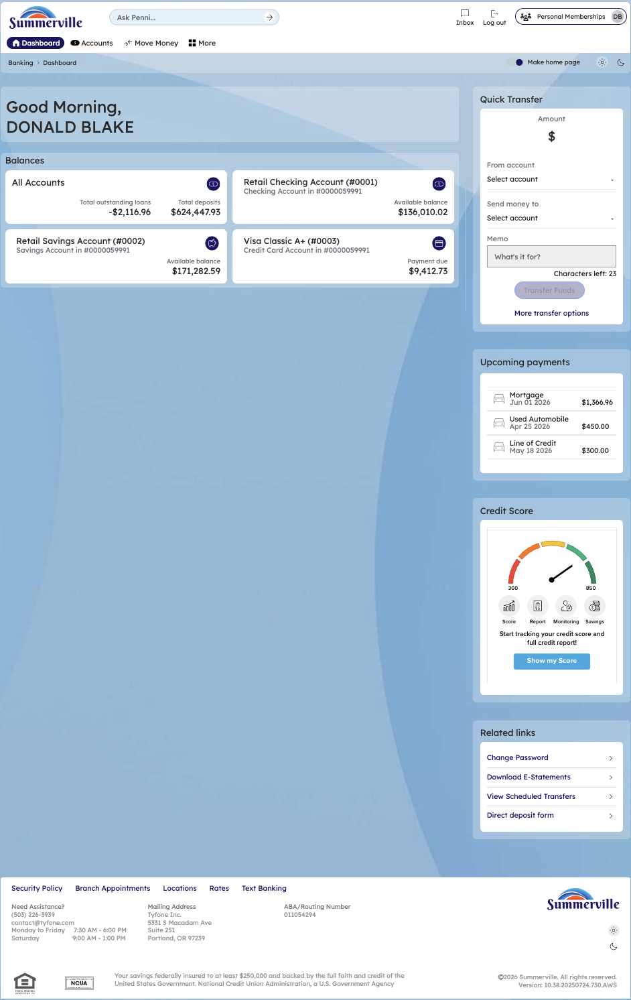 Summerville
Ask Penni...
Inbox
Log out
Personal Memberships DB
Dashboard
Accounts
Move Money
More
Banking > Dashboard
Make home page
Good Morning,
DONALD BLAKE
Balances
All Accounts
Total outstanding loans
-$2,116.96
Total deposits
$624,447.93
Retail Checking Account (#0001)
Checking Account in #0000059991
Available balance
$136,010.02
Retail Savings Account (#0002)
Savings Account in #0000059991
Available balance
$171,282.59
Visa Classic A+ (#0003)
Credit Card Account in #0000059991
Payment due
$9,412.73
Quick Transfer
Amount
$
From account
Select account
Send money to
Select account
Memo
What's it for?
Characters left: 23
Transfer Funds
More transfer options
Upcoming payments
Mortgage
Jun 01 2026
$1,366.96
Used Automobile
Apr 25 2026
$450.00
Line of Credit
May 18 2026
$300.00
Credit Score
300
850
Score
Report
Monitoring
Savings
Start tracking your credit score and
full credit report!
Show my Score
Related links
Change Password
Download E-Statements
View Scheduled Transfers
Direct deposit form
Security Policy
Branch Appointments
Locations
Rates
Text Banking
Need Assistance?
(503) 226-3939
contact@tyfone.com
Monday to Friday 7:30 AM - 6:00 PM
Saturday 9:00 AM - 1:00 PM
Mailing Address
Tyfone Inc.
5331 S Macadam Ave
Suite 251
Portland, OR 97239
ABA/Routing Number
011054294
Summerville
NCUA
Your savings federally insured to at least $250,000 and backed by the full faith and credit of the
United States Government. National Credit Union Administration, a U.S. Government Agency
©2026 Summerville. All rights reserved.
Version: 10.38.20250724.730.AWS